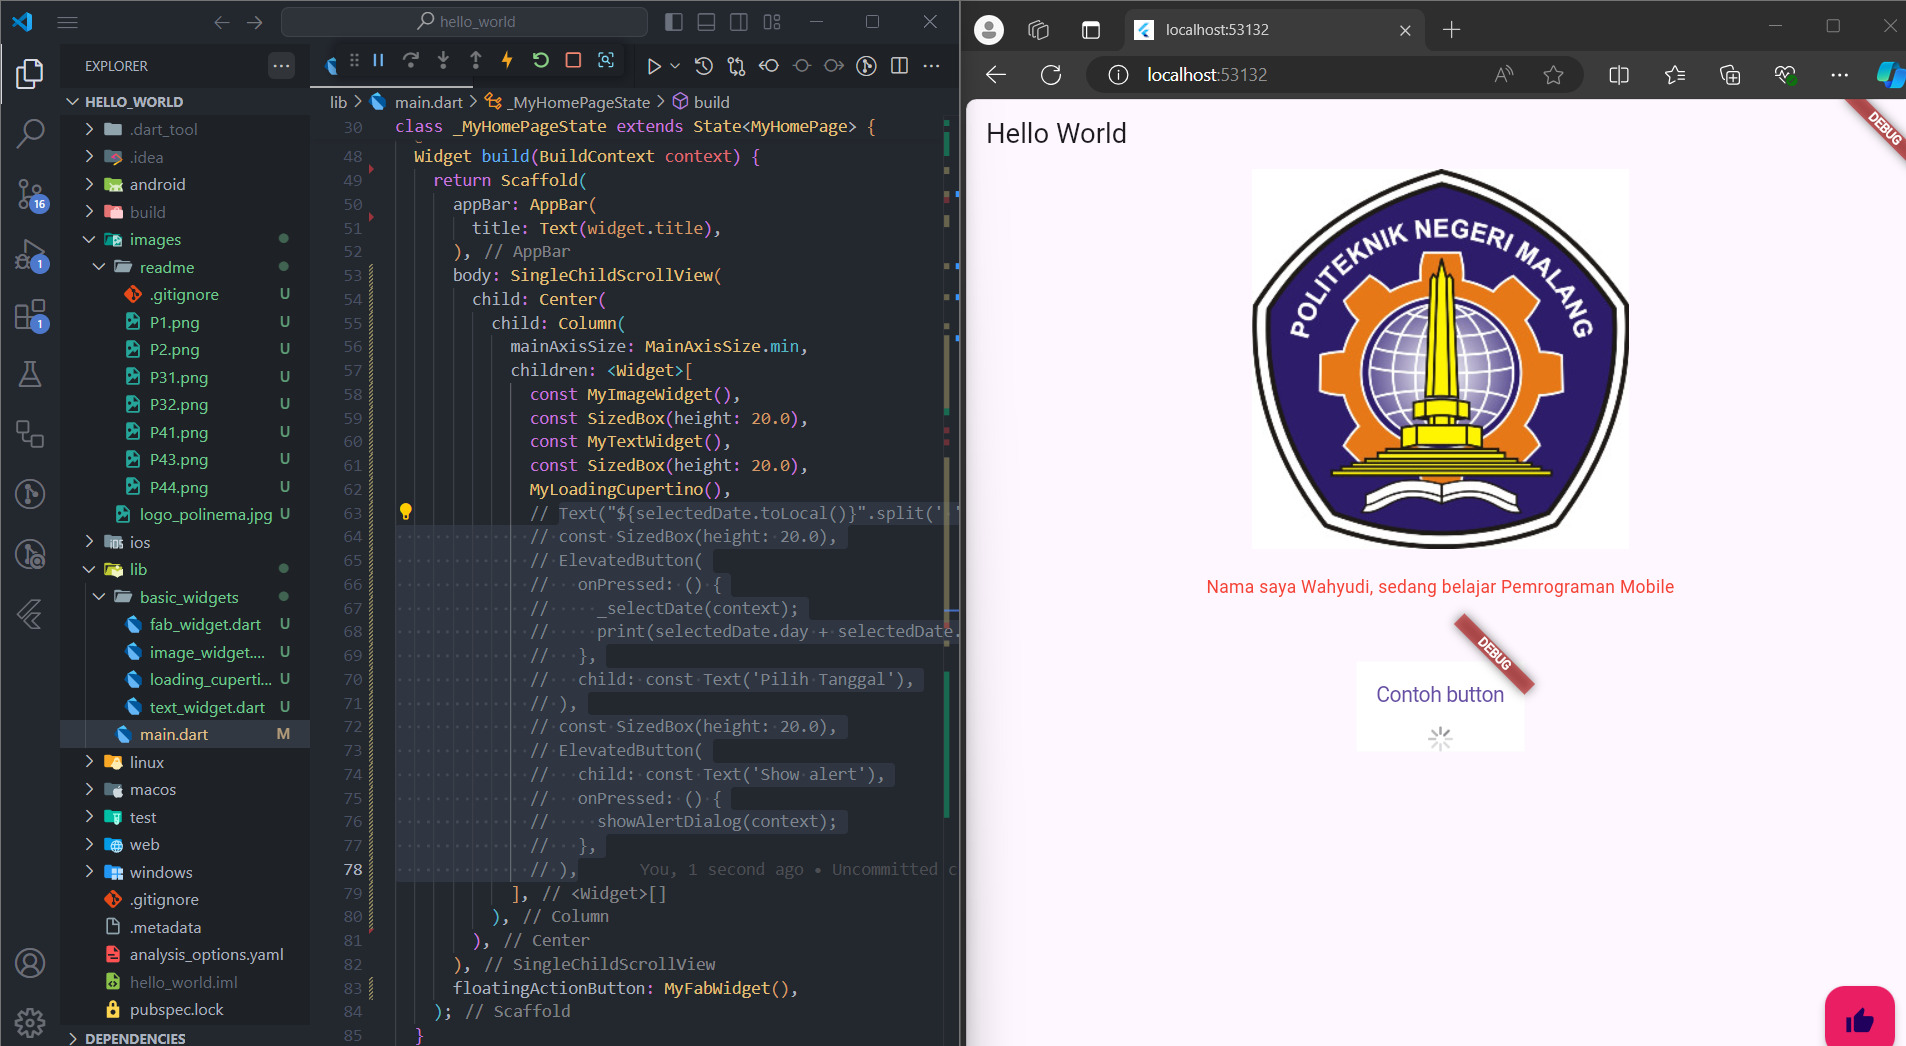 hello_world
EXPLORER
HELLO_WORLD
.dart_tool
.idea
android
build
images
readme
.gitignore U
P1.png U
P2.png U
P31.png U
P32.png U
P41.png U
P43.png U
P44.png U
logo_polinema.jpg U
ios
lib
basic_widgets
fab_widget.dart U
image_widget.... U
loading_cuperti... U
text_widget.dart U
main.dart M
linux
macos
test
web
windows
.gitignore
.metadata
analysis_options.yaml
hello_world.iml
pubspec.lock
DEPENDENCIES
16
1
1
lib > main.dart > _MyHomePageState > build
30 class _MyHomePageState extends State<MyHomePage> {
48 Widget build(BuildContext context) {
49 return Scaffold(
50 appBar: AppBar(
51 title: Text(widget.title),
52 ), // AppBar
53 body: SingleChildScrollView(
54 child: Center(
55 child: Column(
56 mainAxisSize: MainAxisSize.min,
57 children: <Widget>[
58 const MyImageWidget(),
59 const SizedBox(height: 20.0),
60 const MyTextWidget(),
61 const SizedBox(height: 20.0),
62 MyLoadingCupertino(),
63 // Text("${selectedDate.toLocal()}".split(' '
64 // const SizedBox(height: 20.0),
65 // ElevatedButton(
66 // onPressed: () {
67 // _selectDate(context);
68 // print(selectedDate.day + selectedDate.
69 // },
70 // child: const Text('Pilih Tanggal'),
71 // ),
72 // const SizedBox(height: 20.0),
73 // ElevatedButton(
74 // child: const Text('Show alert'),
75 // onPressed: () {
76 // showAlertDialog(context);
77 // },
78 // ), You, 1 second ago • Uncommitted c
79 ], // <Widget>[]
80 ), // Column
81 ), // Center
82 ), // SingleChildScrollView
83 floatingActionButton: MyFabWidget(),
84 ); // Scaffold
85 }
localhost:53132
localhost:53132
Hello World
DEBUG
POLITEKNIK NEGERI MALANG
Nama saya Wahyudi, sedang belajar Pemrograman Mobile
DEBUG
Contoh button